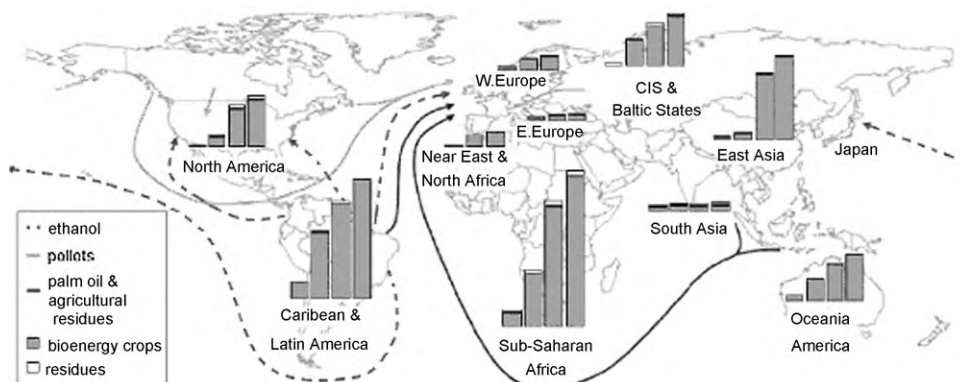 W.Europe
CIS &
Baltic States
E.Europe
Near East &
North Africa
East Asia
Japan
North America
South Asia
ethanol
pollots
palm oil &
agricultural
residues
bioenergy crops
residues
Caribean &
Latin America
Sub-Saharan
Africa
Oceania
America